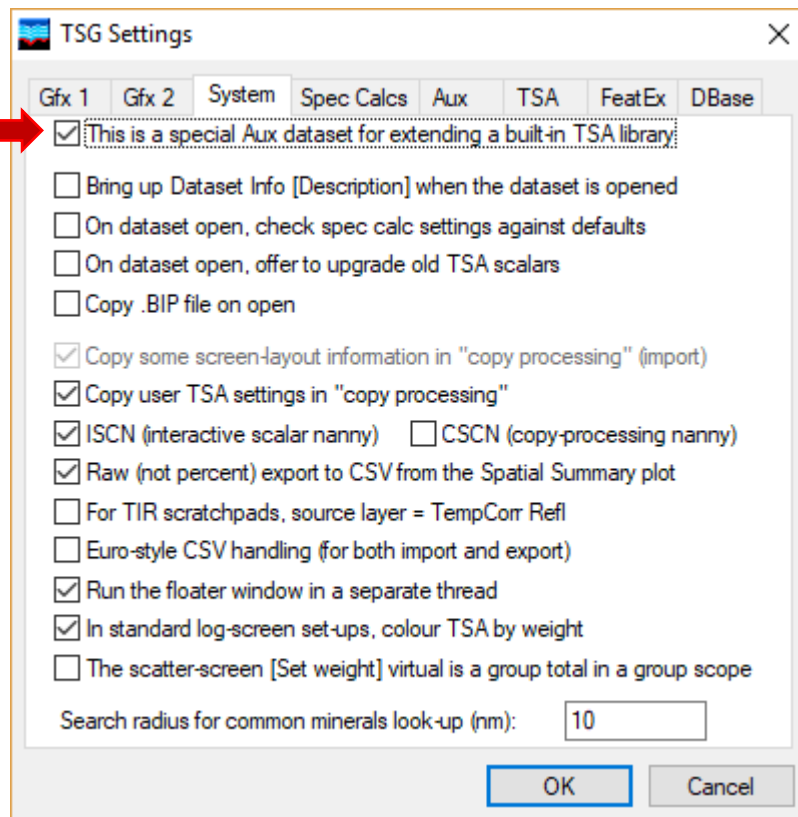 TSG Settings
Gfx 1 Gfx 2 System Spec Calcs Aux TSA FeatEx DBase
This is a special Aux dataset for extending a built-in TSA library
Bring up Dataset Info [Description] when the dataset is opened
On dataset open, check spec calc settings against defaults
On dataset open, offer to upgrade old TSA scalars
Copy .BIP file on open
Copy some screen-layout information in "copy processing" (import)
Copy user TSA settings in "copy processing"
ISCN (interactive scalar nanny) CSCN (copy-processing nanny)
Raw (not percent) export to CSV from the Spatial Summary plot
For TIR scratchpads, source layer = TempCorr Refl
Euro-style CSV handling (for both import and export)
Run the floater window in a separate thread
In standard log-screen set-ups, colour TSA by weight
The scatter-screen [Set weight] virtual is a group total in a group scope
Search radius for common minerals look-up (nm): 10
OK Cancel